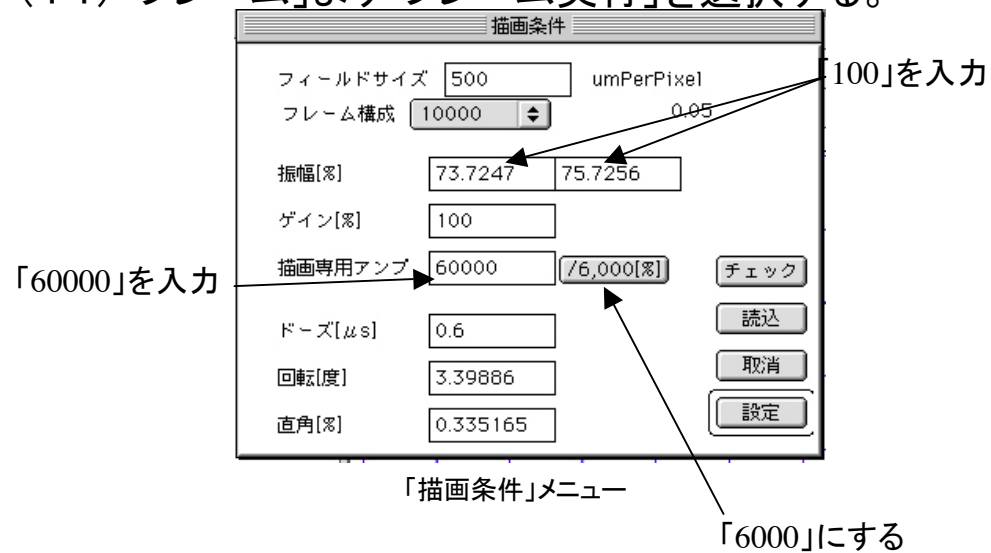 描画条件
フィールドサイズ 500 umPerPixel
「100」を入力
フレーム構成 10000 0.05
振幅[%] 73.7247 75.7256
ゲイン[%] 100
描画専用アンプ 60000 /6,000[%] チェック
「60000」を入力
ドーズ[μs] 0.6 読込
回転[度] 3.39886 取消
直角[%] 0.335165 設定
「描画条件」メニュー
「6000」にする